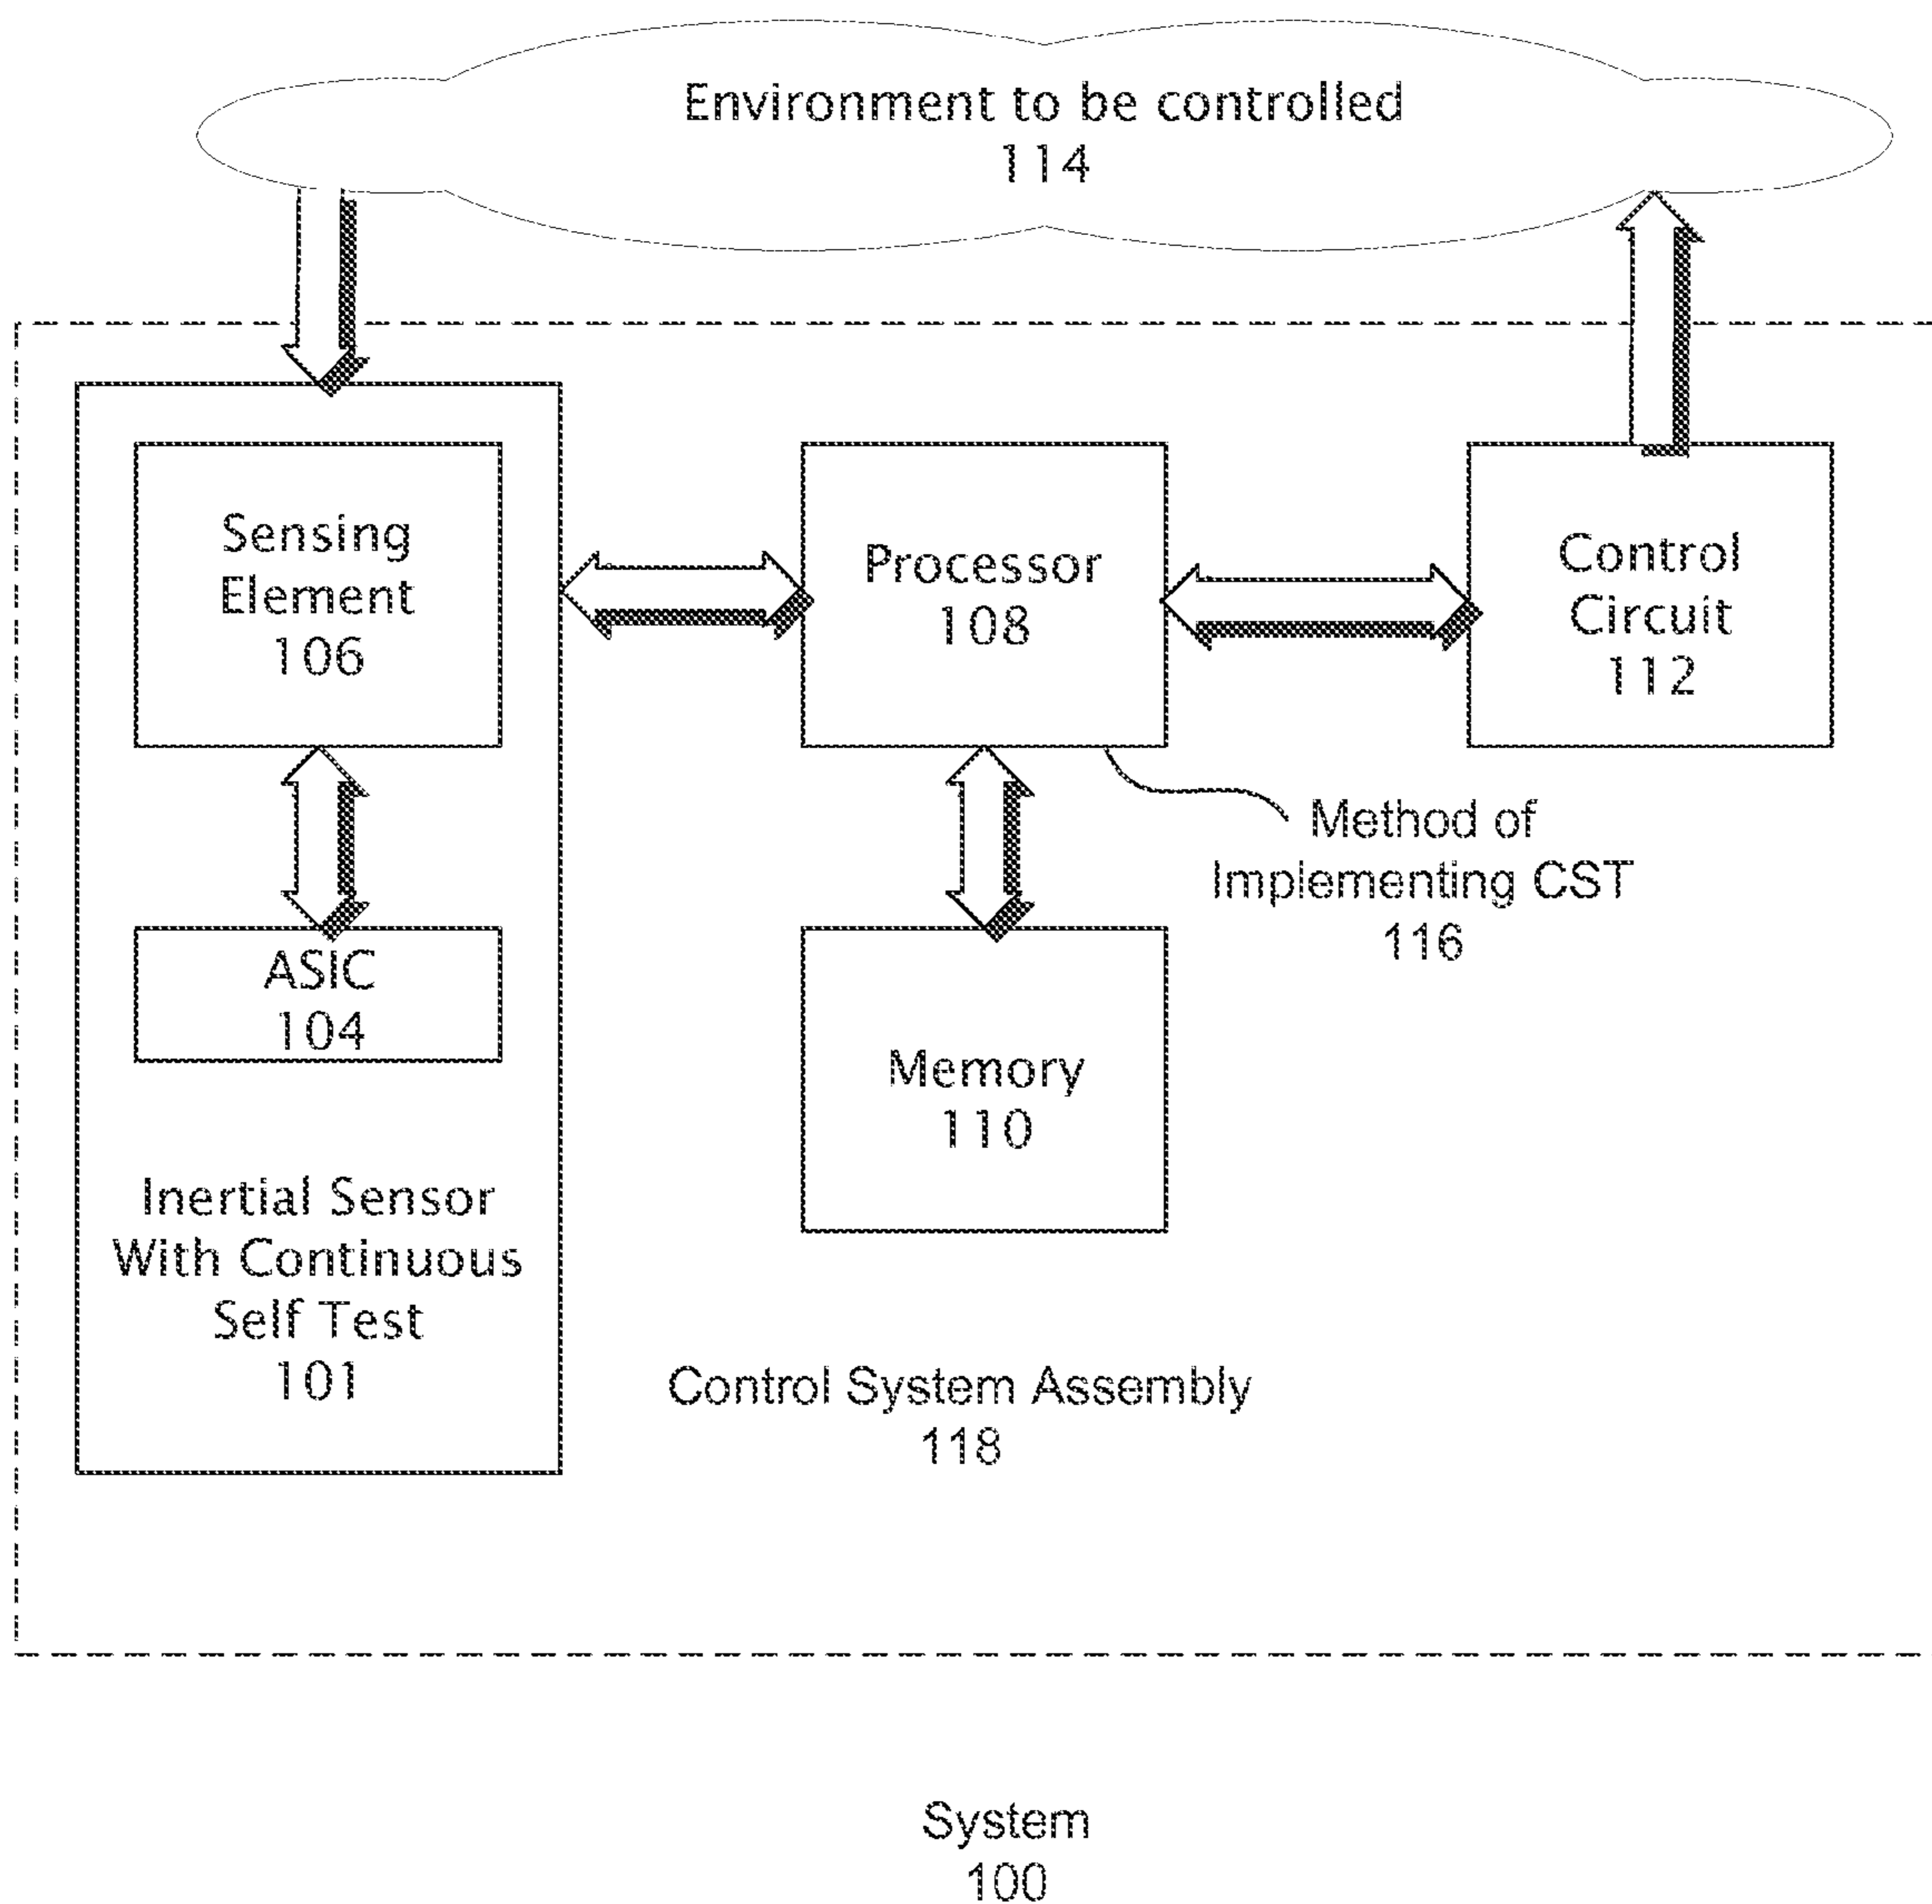 Environment to be controlled
114
Sensing
Element
106
Processor
108
Control
Circuit
112
Method of
Implementing CST
116
ASIC
104
Memory
110
Inertial Sensor
With Continuous
Self Test
101
Control System Assembly
118
System
100